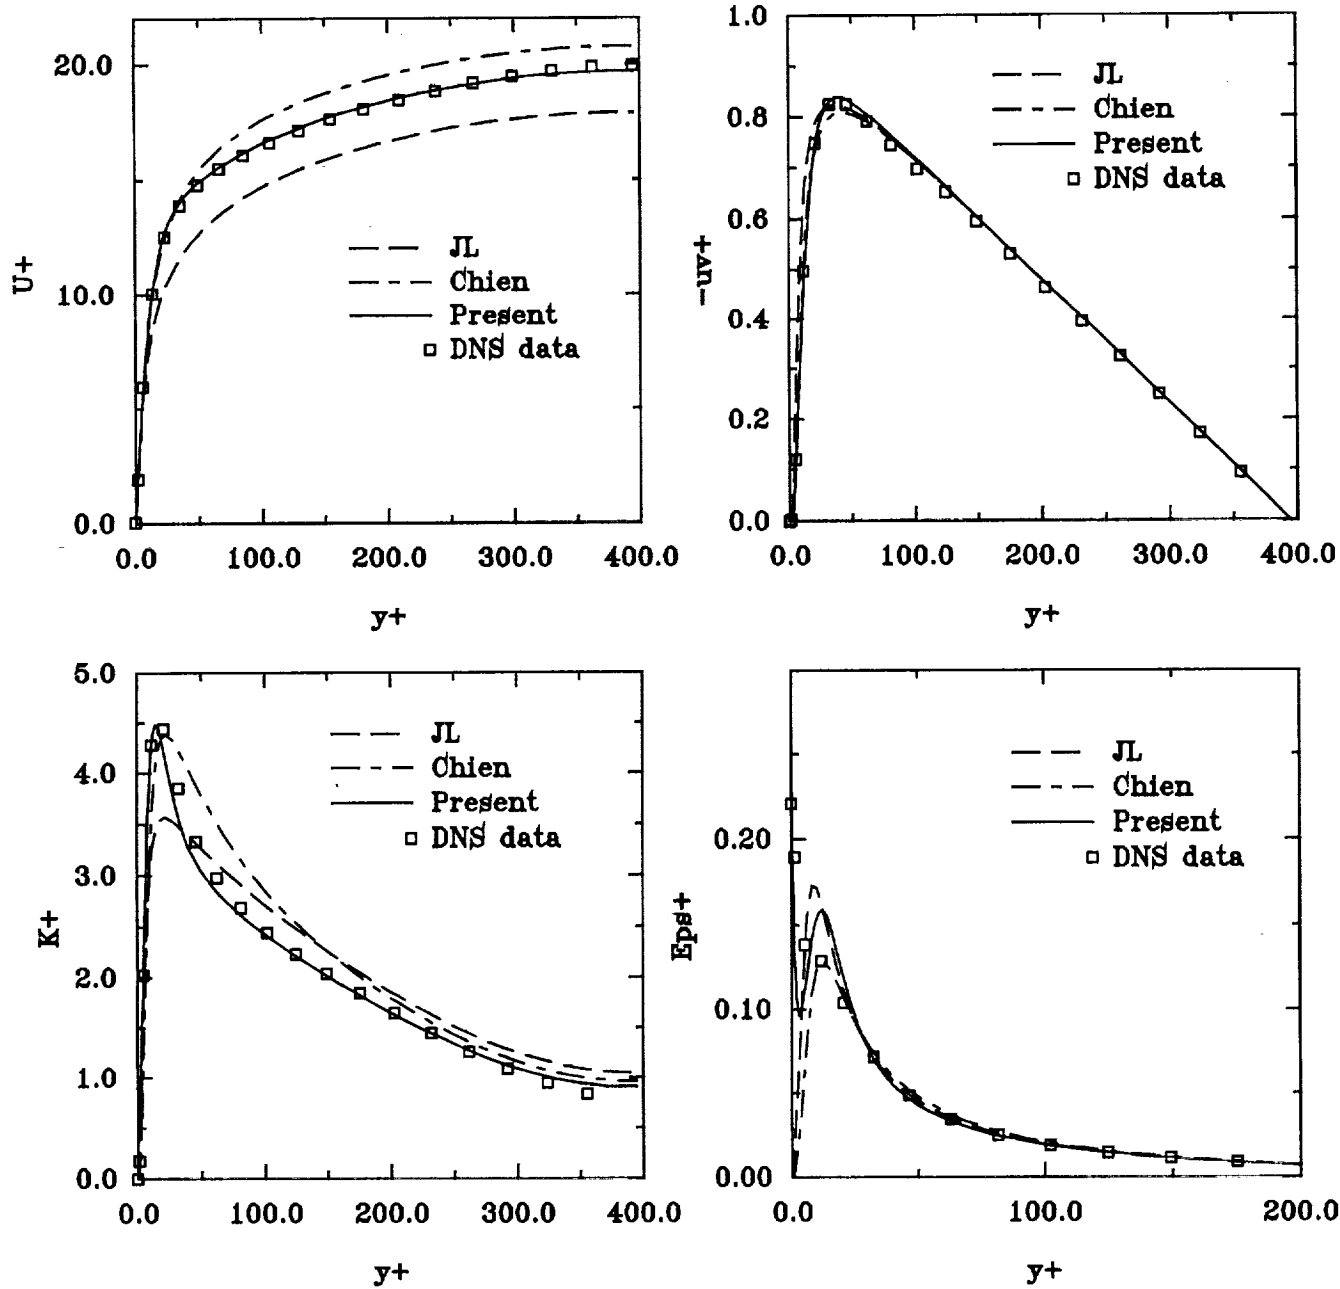 20.0
10.0
0.0
U+
JL
Chien
Present
DNS data
0.0 100.0 200.0 300.0 400.0
y+
1.0
0.8
0.6
0.4
0.2
0.0
-uv+
JL
Chien
Present
DNS data
0.0 100.0 200.0 300.0 400.0
y+
5.0
4.0
3.0
2.0
1.0
0.0
K+
JL
Chien
Present
DNS data
0.0 100.0 200.0 300.0 400.0
y+
0.20
0.10
0.00
Eps+
JL
Chien
Present
DNS data
0.0 100.0 200.0
y+